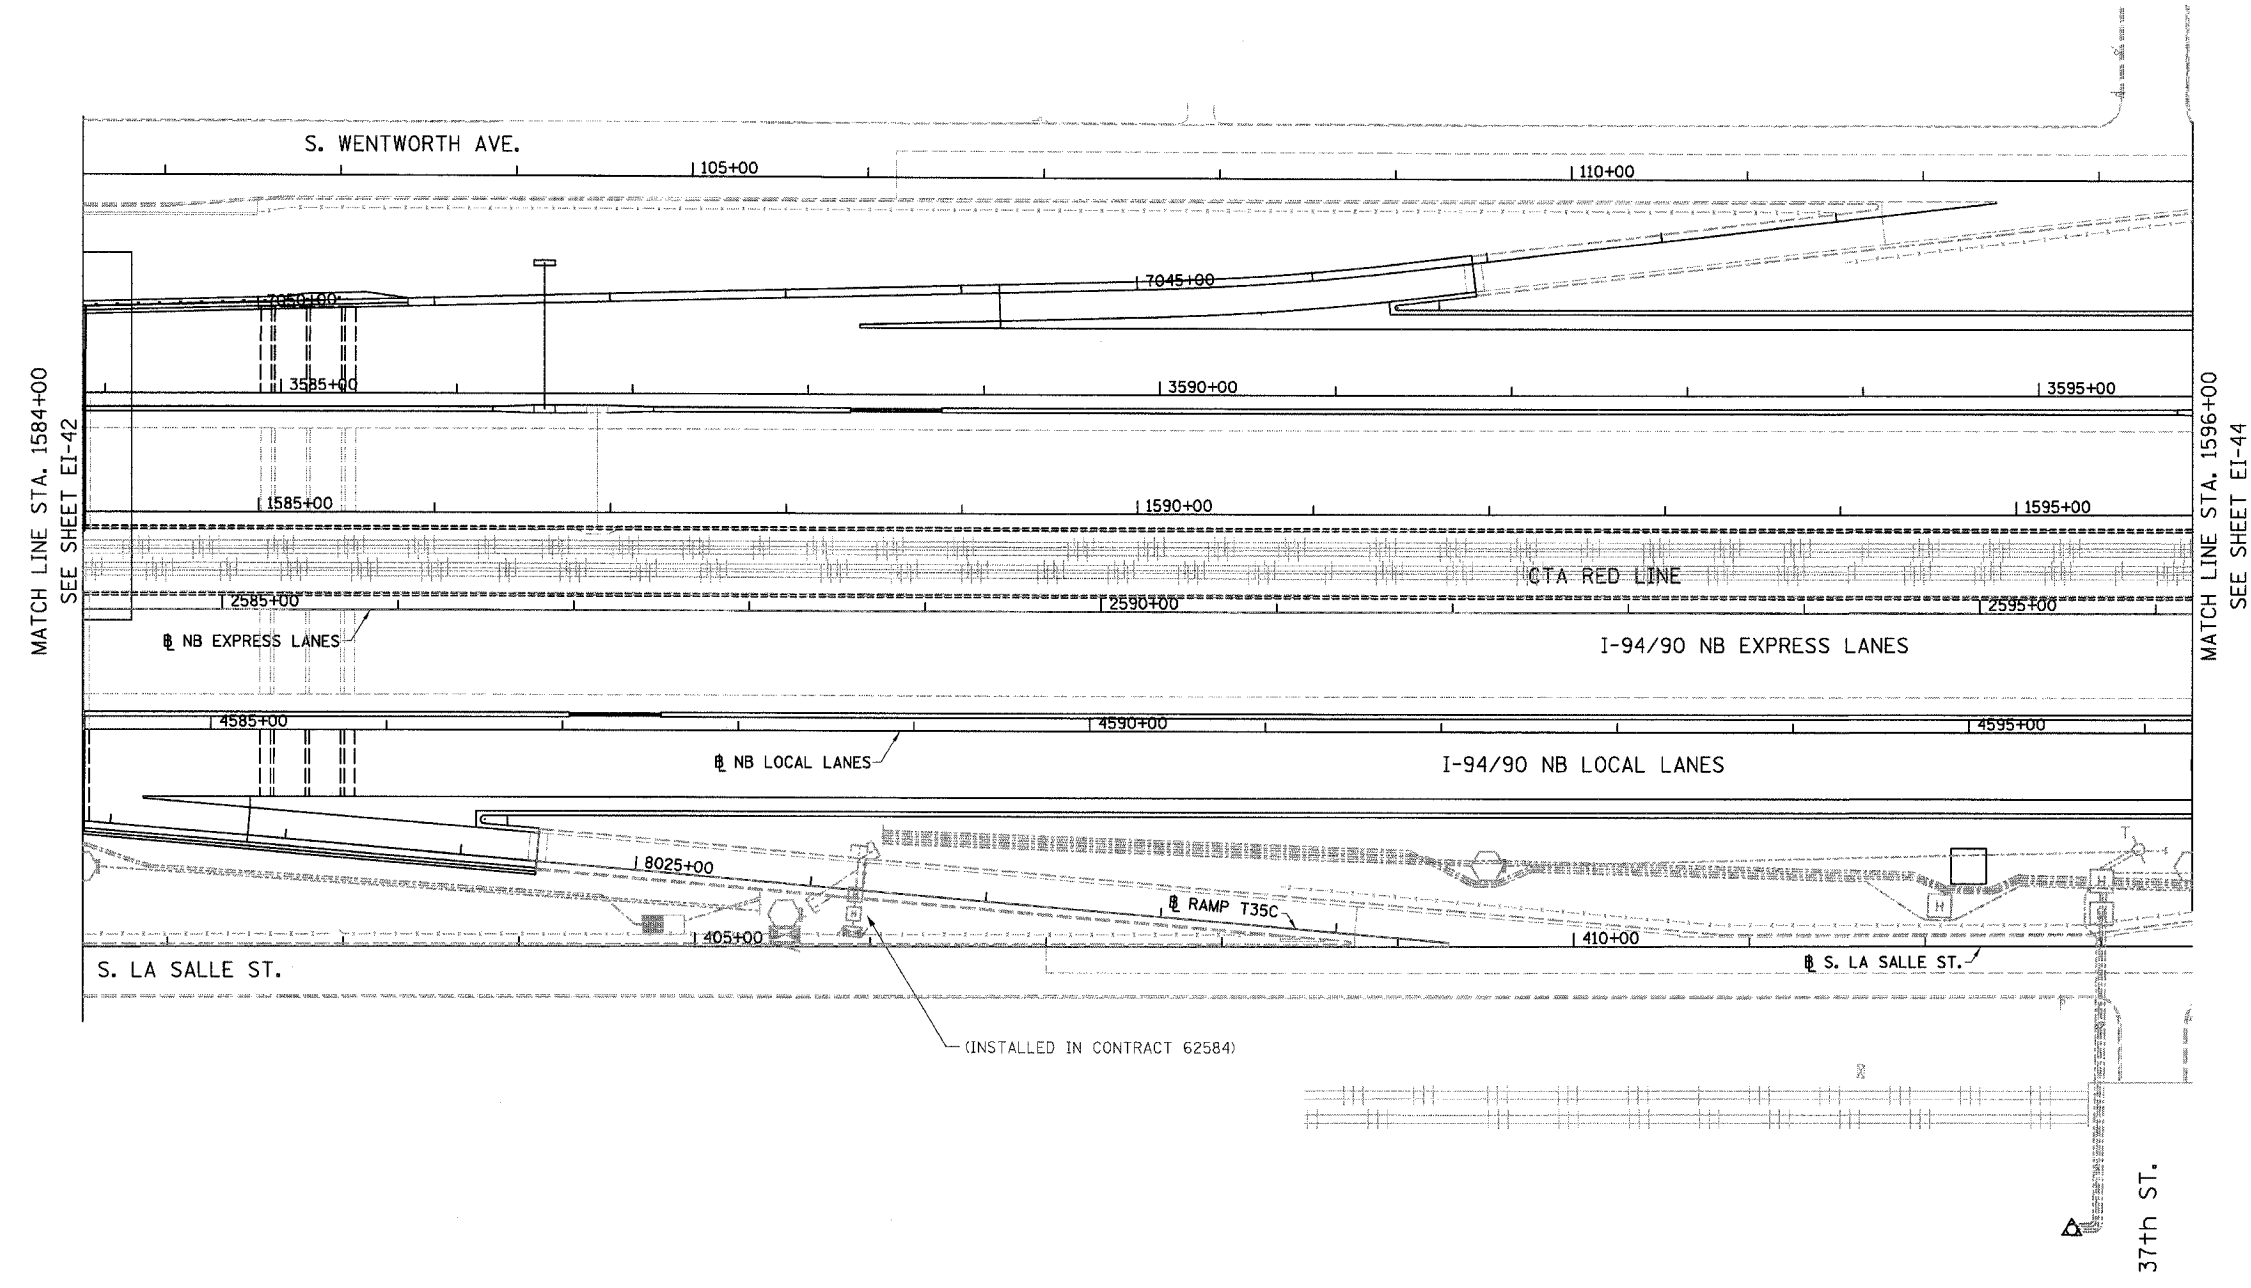 S. WENTWORTH AVE.
105+00
110+00
7050+00
7045+00
3585+00
3590+00
3595+00
MATCH LINE STA. 1584+00
SEE SHEET EI-42
MATCH LINE STA. 1596+00
SEE SHEET EI-44
1585+00
1590+00
1595+00
CTA RED LINE
2585+00
2590+00
2595+00
℄ NB EXPRESS LANES
I-94/90 NB EXPRESS LANES
4585+00
4590+00
4595+00
NB LOCAL LANES
I-94/90 NB LOCAL LANES
T
8025+00
H
RAMP T35C
H
H
405+00
410+00
S. LA SALLE ST.
S. LA SALLE ST.
(INSTALLED IN CONTRACT 62584)
37th ST.